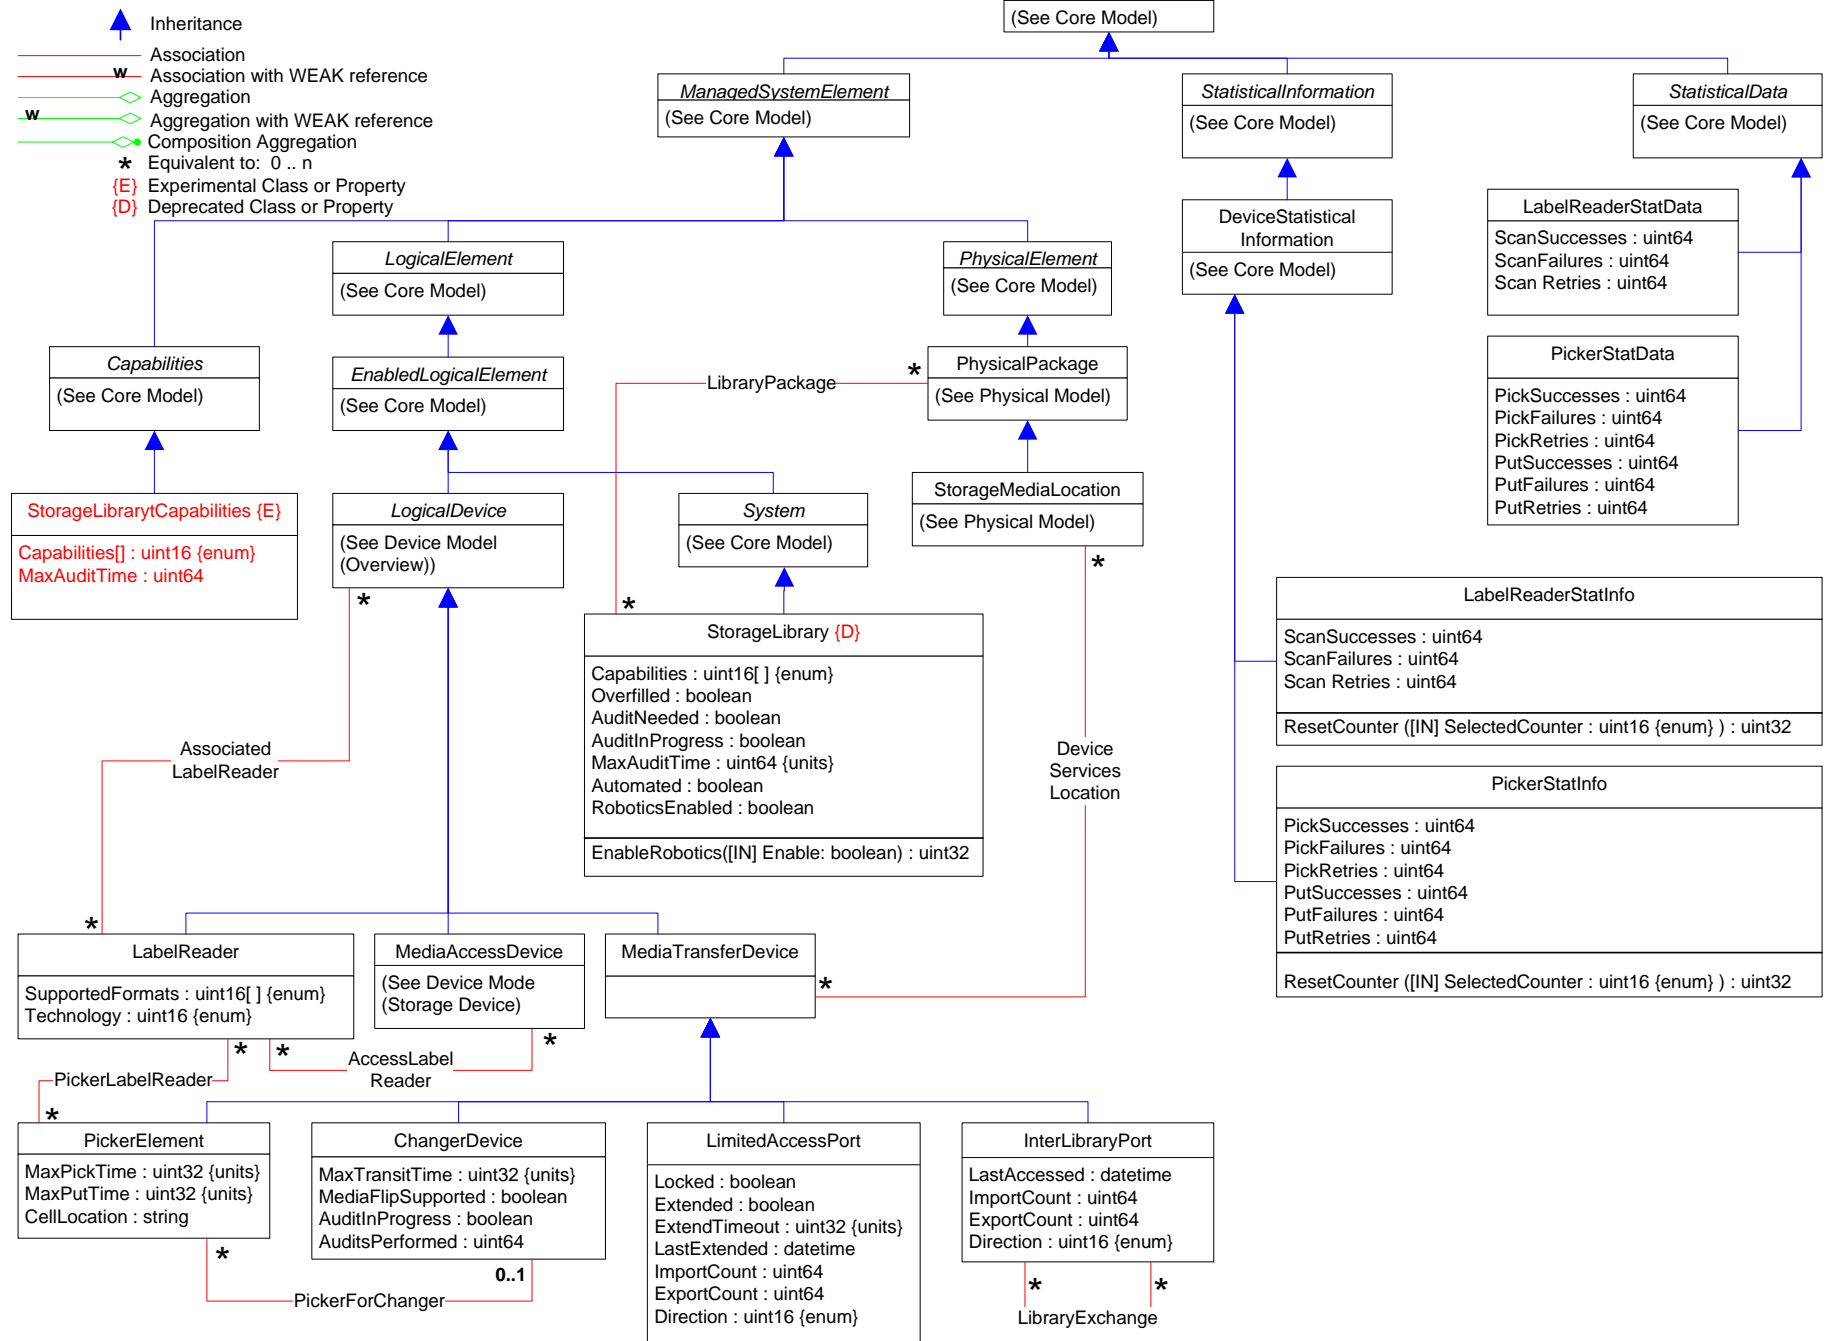 Inheritance
Association
w
Association with WEAK reference
Aggregation
w
Aggregation with WEAK reference
Composition Aggregation
* Equivalent to: 0 .. n
{E} Experimental Class or Property
{D} Deprecated Class or Property
(See Core Model)
ManagedSystemElement
(See Core Model)
StatisticalInformation
(See Core Model)
StatisticalData
(See Core Model)
LabelReaderStatData
ScanSuccesses : uint64
ScanFailures : uint64
Scan Retries : uint64
DeviceStatistical
Information
(See Core Model)
LogicalElement
(See Core Model)
PhysicalElement
(See Core Model)
Capabilities
(See Core Model)
EnabledLogicalElement
(See Core Model)
LibraryPackage
*
PhysicalPackage
(See Physical Model)
PickerStatData
PickSuccesses : uint64
PickFailures : uint64
PickRetries : uint64
PutSuccesses : uint64
PutFailures : uint64
PutRetries : uint64
StorageLibrarytCapabilities {E}
Capabilities[] : uint16 {enum}
MaxAuditTime : uint64
LogicalDevice
(See Device Model
(Overview))
*
System
(See Core Model)
StorageMediaLocation
(See Physical Model)
*
*
StorageLibrary {D}
Capabilities : uint16[ ] {enum}
Overfilled : boolean
AuditNeeded : boolean
AuditInProgress : boolean
MaxAuditTime : uint64 {units}
Automated : boolean
RoboticsEnabled : boolean
EnableRobotics([IN] Enable: boolean) : uint32
LabelReaderStatInfo
ScanSuccesses : uint64
ScanFailures : uint64
Scan Retries : uint64
ResetCounter ([IN] SelectedCounter : uint16 {enum} ) : uint32
Associated
LabelReader
Device
Services
Location
PickerStatInfo
PickSuccesses : uint64
PickFailures : uint64
PickRetries : uint64
PutSuccesses : uint64
PutFailures : uint64
PutRetries : uint64
ResetCounter ([IN] SelectedCounter : uint16 {enum} ) : uint32
*
LabelReader
SupportedFormats : uint16[ ] {enum}
Technology : uint16 {enum}
MediaAccessDevice
(See Device Mode
(Storage Device)
MediaTransferDevice
*
*
*
*
AccessLabel
Reader
PickerLabelReader
*
PickerElement
MaxPickTime : uint32 {units}
MaxPutTime : uint32 {units}
CellLocation : string
ChangerDevice
MaxTransitTime : uint32 {units}
MediaFlipSupported : boolean
AuditInProgress : boolean
AuditsPerformed : uint64
LimitedAccessPort
Locked : boolean
Extended : boolean
ExtendTimeout : uint32 {units}
LastExtended : datetime
ImportCount : uint64
ExportCount : uint64
Direction : uint16 {enum}
InterLibraryPort
LastAccessed : datetime
ImportCount : uint64
ExportCount : uint64
Direction : uint16 {enum}
*
0..1
PickerForChanger
*
*
LibraryExchange